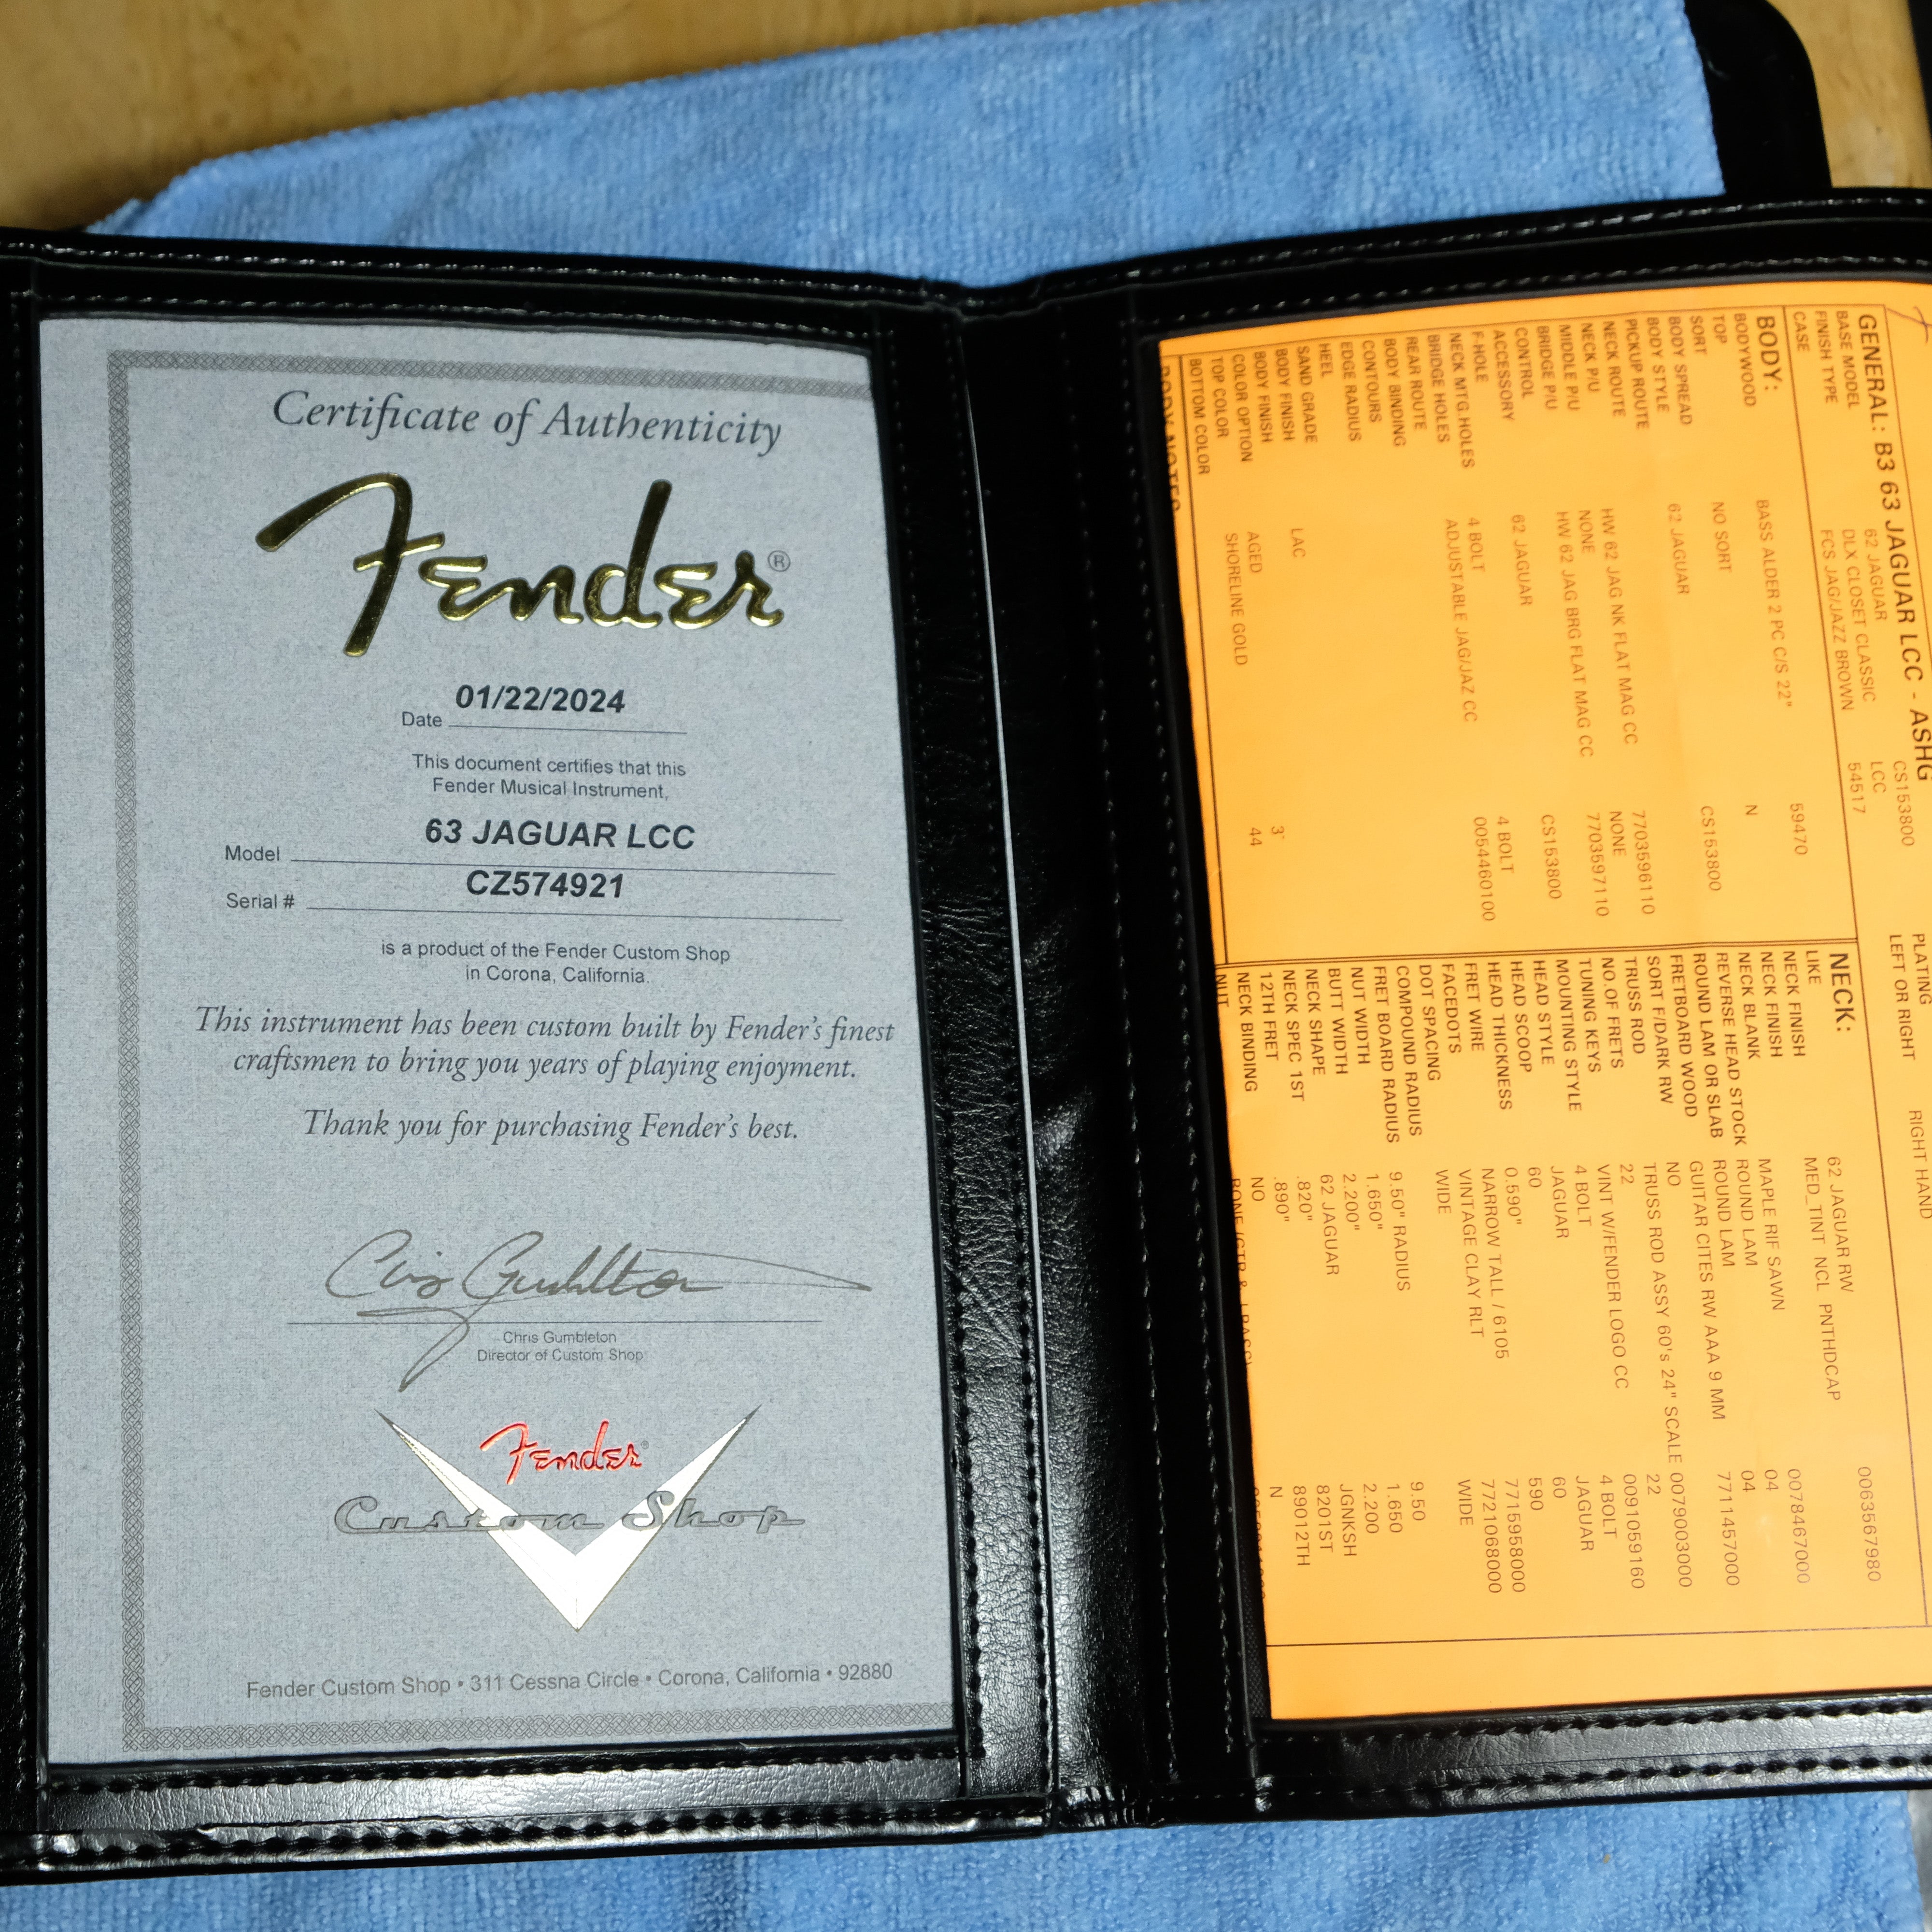 Certificate of Authenticity
Fender®
01/22/2024
Date
This document certifies that this
Fender Musical Instrument,
63 JAGUAR LCC
Model
CZ574921
Serial #
is a product of the Fender Custom Shop
in Corona, California.
This instrument has been custom built by Fender's finest
craftsmen to bring you years of playing enjoyment.
Thank you for purchasing Fender's best.
Chris Gumbleton
Chris Gumbleton
Director of Custom Shop
Fender®
Custom Shop
Fender Custom Shop • 311 Cessna Circle • Corona, California • 92880
GENERAL: B3 63 JAGUAR LCC - ASHG
BASE MODEL 62 JAGUAR CS153800
FINISH TYPE DLX CLOSET CLASSIC LCC
CASE FCS JAG/JAZZ BROWN 54517
PLATING
LEFT OR RIGHT RIGHT HAND
BODY:
BODYWOOD BASS ALDER 2 PC C/S 22" 59470
TOP N
SORT NO SORT
BODY SPREAD
BODY STYLE 62 JAGUAR CS153800
PICKUP ROUTE
NECK ROUTE
NECK P/U HW 62 JAG NK FLAT MAG CC 7703596110
MIDDLE P/U NONE NONE
BRIDGE P/U HW 62 JAG BRG FLAT MAG CC 7703597110
CONTROL 62 JAGUAR CS153800
ACCESSORY
F-HOLE
NECK MTG.HOLES 4 BOLT 4 BOLT
BRIDGE HOLES ADJUSTABLE JAG/JAZ CC 0054460100
REAR ROUTE
BODY BINDING
CONTOURS
EDGE RADIUS
HEEL
SAND GRADE
BODY FINISH LAC
BODY FINISH 3
COLOR OPTION AGED
TOP COLOR SHORELINE GOLD 44
BOTTOM COLOR
BODY NOTES
NECK:
LIKE 62 JAGUAR RW 0063567980
NECK FINISH MED_TINT NCL PNTHDCAP
NECK FINISH
NECK BLANK MAPLE RIF SAWN 0078467000
REVERSE HEAD STOCK ROUND LAM 04
ROUND LAM OR SLAB ROUND LAM 04
FRETBOARD WOOD GUITAR CITES RW AAA 9 MM 7711457000
SORT F/DARK RW NO
TRUSS ROD TRUSS ROD ASSY 60's 24" SCALE 0079003000
NO.OF FRETS 22 22
TUNING KEYS VINT W/FENDER LOGO CC 0091059160
MOUNTING STYLE 4 BOLT 4 BOLT
HEAD STYLE JAGUAR JAGUAR
HEAD SCOOP 60 60
HEAD THICKNESS 0.590" 590
FRET WIRE NARROW TALL / 6105 7715958000
FACEDOTS VINTAGE CLAY RLT 7721068000
DOT SPACING WIDE WIDE
COMPOUND RADIUS
FRET BOARD RADIUS 9.50" RADIUS 9.50
NUT WIDTH 1.650" 1.650
BUTT WIDTH 2.200" 2.200
NECK SHAPE 62 JAGUAR JGNKSH
NECK SPEC 1ST .820" 8201ST
12TH FRET .890" 89012TH
NECK BINDING NO N
NUT